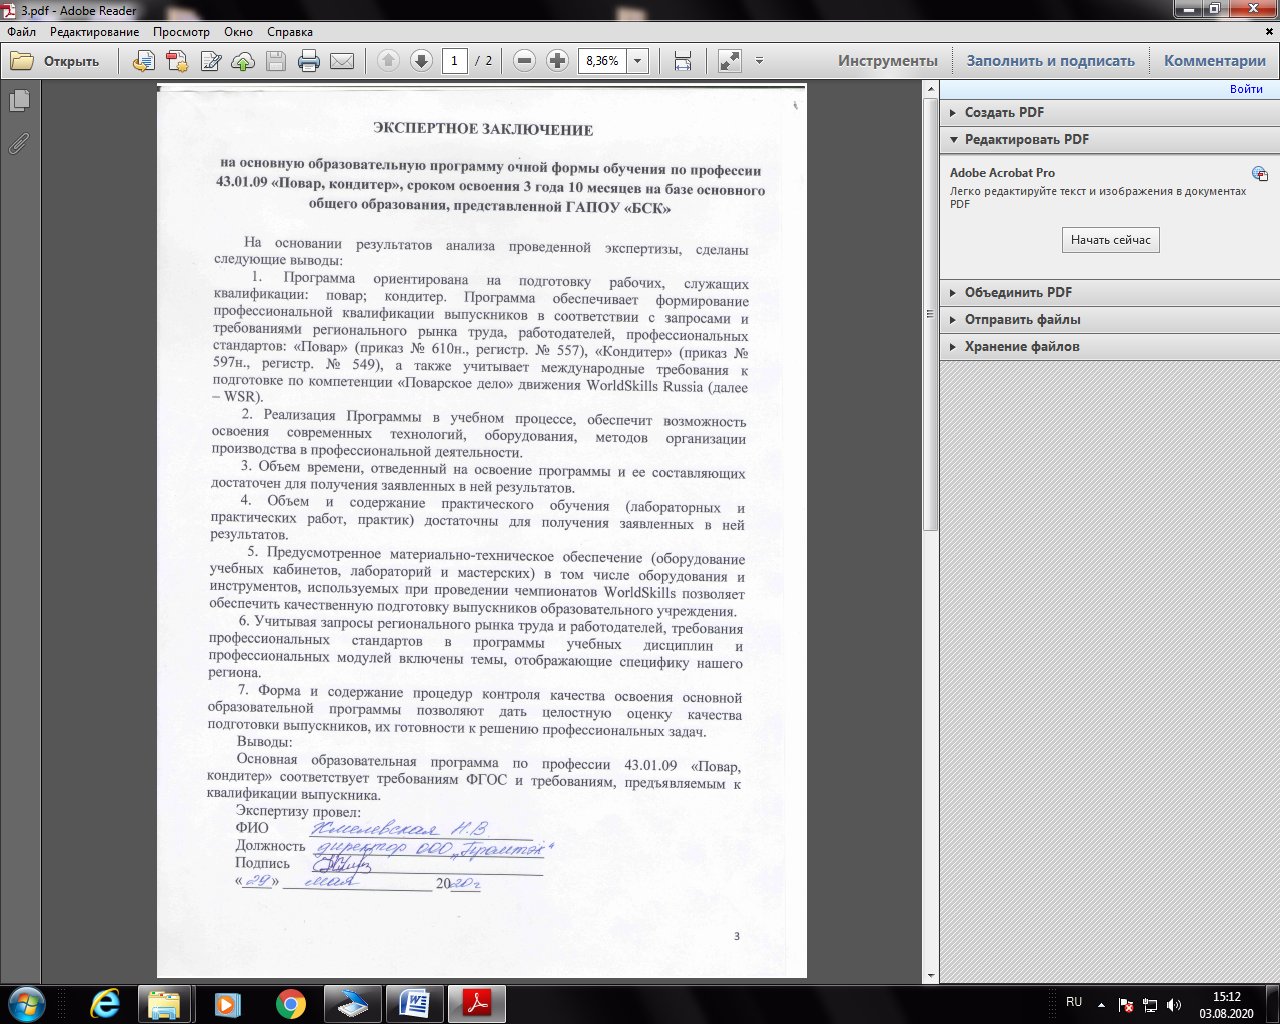 3.pdf - Adobe Reader
Файл Редактирование Просмотр Окно Справка
Открыть 1 / 2 8,36% Инструменты Заполнить и подписать Комментарии
Войти
Создать PDF
Редактировать PDF
Adobe Acrobat Pro
Легко редактируйте текст и изображения в документах
PDF
Начать сейчас
Объединить PDF
Отправить файлы
Хранение файлов
ЭКСПЕРТНОЕ ЗАКЛЮЧЕНИЕ
на основную образовательную программу очной формы обучения по профессии
43.01.09 «Повар, кондитер», сроком освоения 3 года 10 месяцев на базе основного
общего образования, представленной ГАПОУ «БСК»
На основании результатов анализа проведенной экспертизы, сделаны
следующие выводы:
1. Программа ориентирована на подготовку рабочих, служащих
квалификации: повар; кондитер. Программа обеспечивает формирование
профессиональной квалификации выпускников в соответствии с запросами и
требованиями регионального рынка труда, работодателей, профессиональных
стандартов: «Повар» (приказ № 610н., регистр. № 557), «Кондитер» (приказ №
597н., регистр. № 549), а также учитывает международные требования к
подготовке по компетенции «Поварское дело» движения WorldSkills Russia (далее
– WSR).
2. Реализация Программы в учебном процессе, обеспечит возможность
освоения современных технологий, оборудования, методов организации
производства в профессиональной деятельности.
3. Объем времени, отведенный на освоение программы и ее составляющих
достаточен для получения заявленных в ней результатов.
4. Объем и содержание практического обучения (лабораторных и
практических работ, практик) достаточны для получения заявленных в ней
результатов.
5. Предусмотренное материально-техническое обеспечение (оборудование
учебных кабинетов, лабораторий и мастерских) в том числе оборудования и
инструментов, используемых при проведении чемпионатов WorldSkills позволяет
обеспечить качественную подготовку выпускников образовательного учреждения.
6. Учитывая запросы регионального рынка труда и работодателей, требования
профессиональных стандартов в программы учебных дисциплин и
профессиональных модулей включены темы, отображающие специфику нашего
региона.
7. Форма и содержание процедур контроля качества освоения основной
образовательной программы позволяют дать целостную оценку качества
подготовки выпускников, их готовности к решению профессиональных задач.
Выводы:
Основная образовательная программа по профессии 43.01.09 «Повар,
кондитер» соответствует требованиям ФГОС и требованиям, предъявляемым к
квалификации выпускника.
Экспертизу провел:
ФИО Хмелевская Н.В.
Должность директор ООО „Промтэк“
Подпись
«29» мая 2020г
3
RU 15:12
03.08.2020